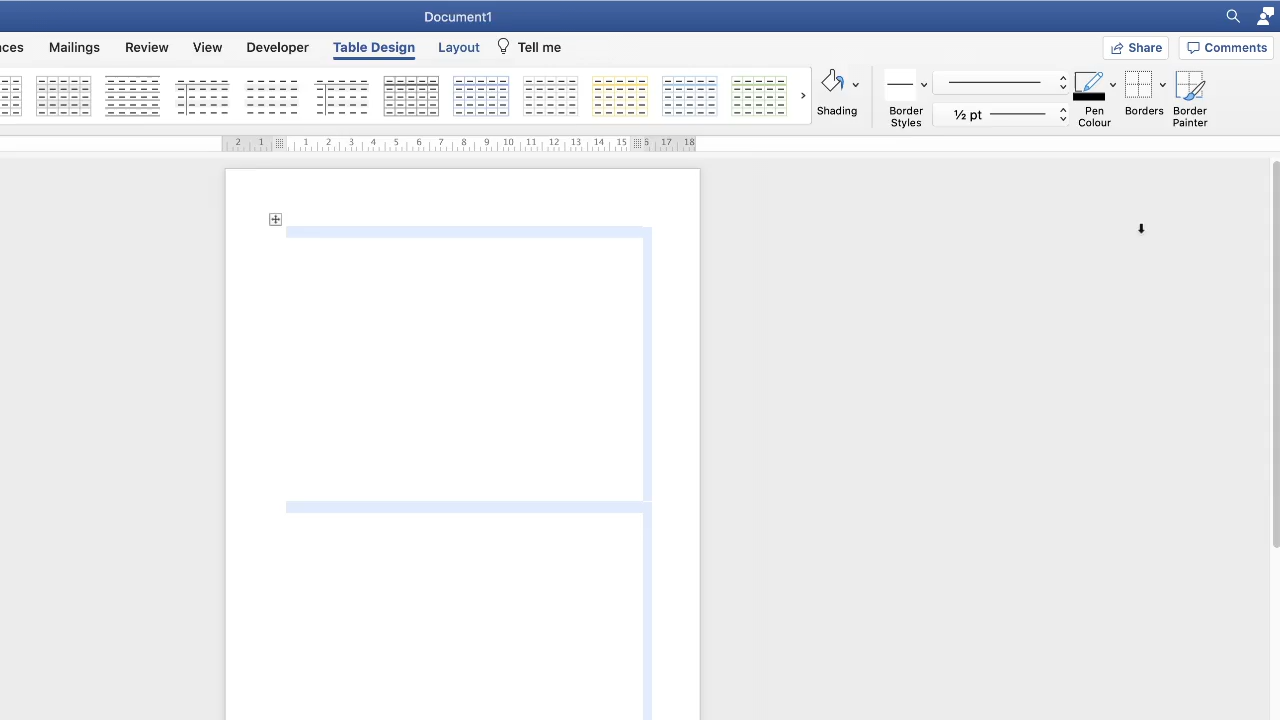 Document1
ces Mailings Review View Developer Table Design Layout Tell me Share Comments
Shading
Border Styles
½ pt
Pen Colour
Borders
Border Painter
2 1 1 2 3 4 5 6 7 8 9 10 11 12 13 14 15 6 17 18